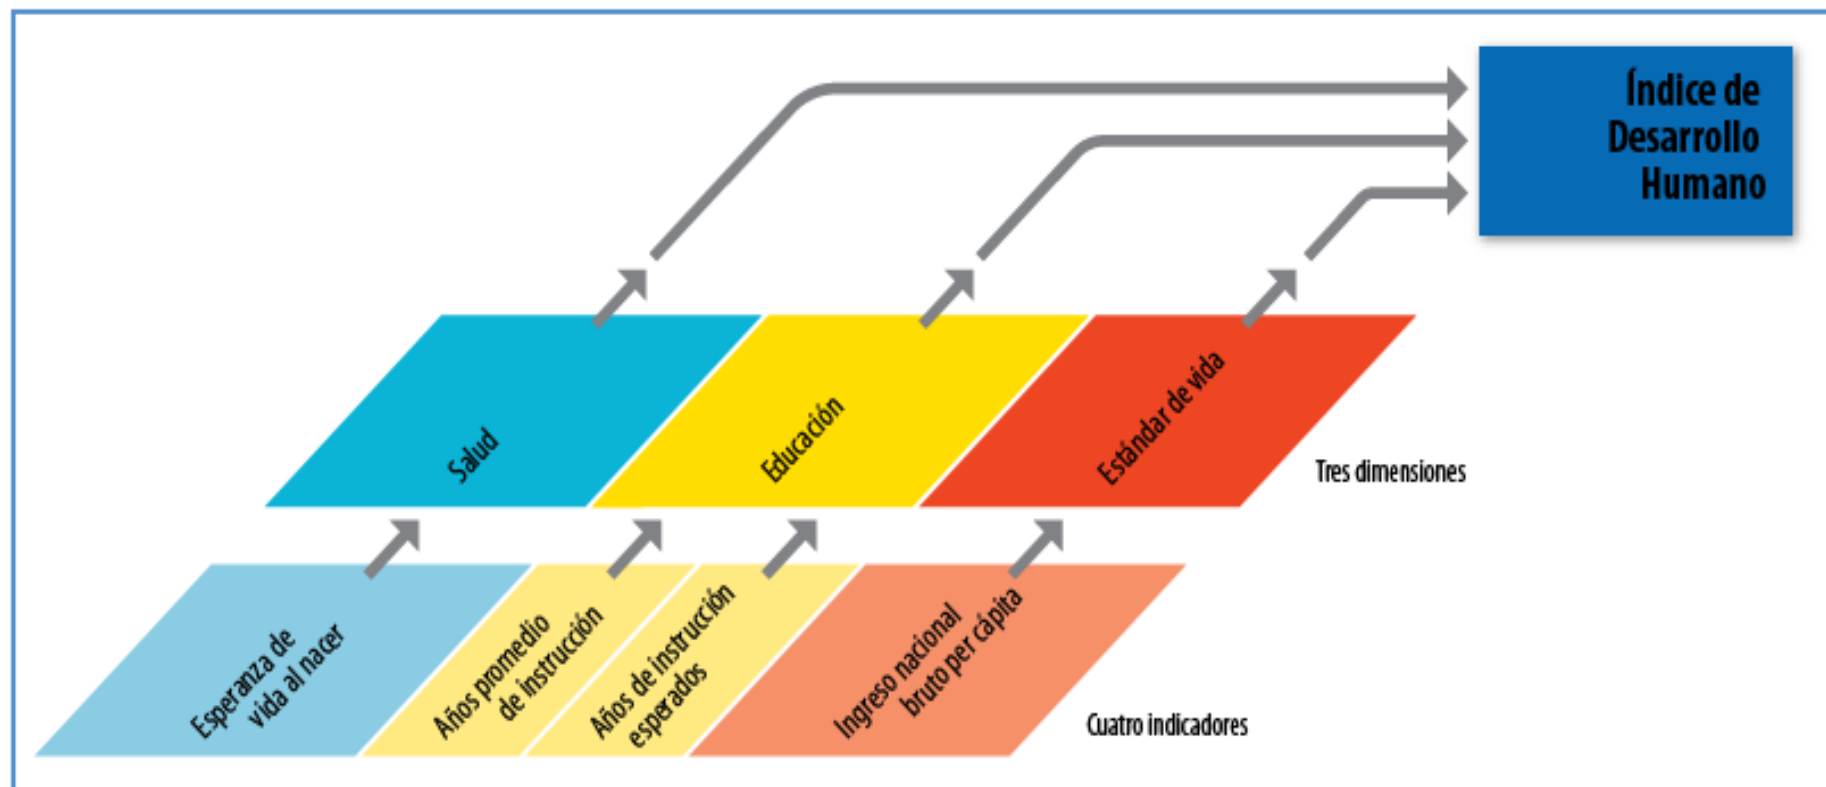 Índice de
Desarrollo
Humano
Salud
Educación
Estándar de vida
Tres dimensiones
Esperanza de
vida al nacer
Años promedio
de instrucción
Años de instrucción
esperados
Ingreso nacional
bruto per cápita
Cuatro indicadores